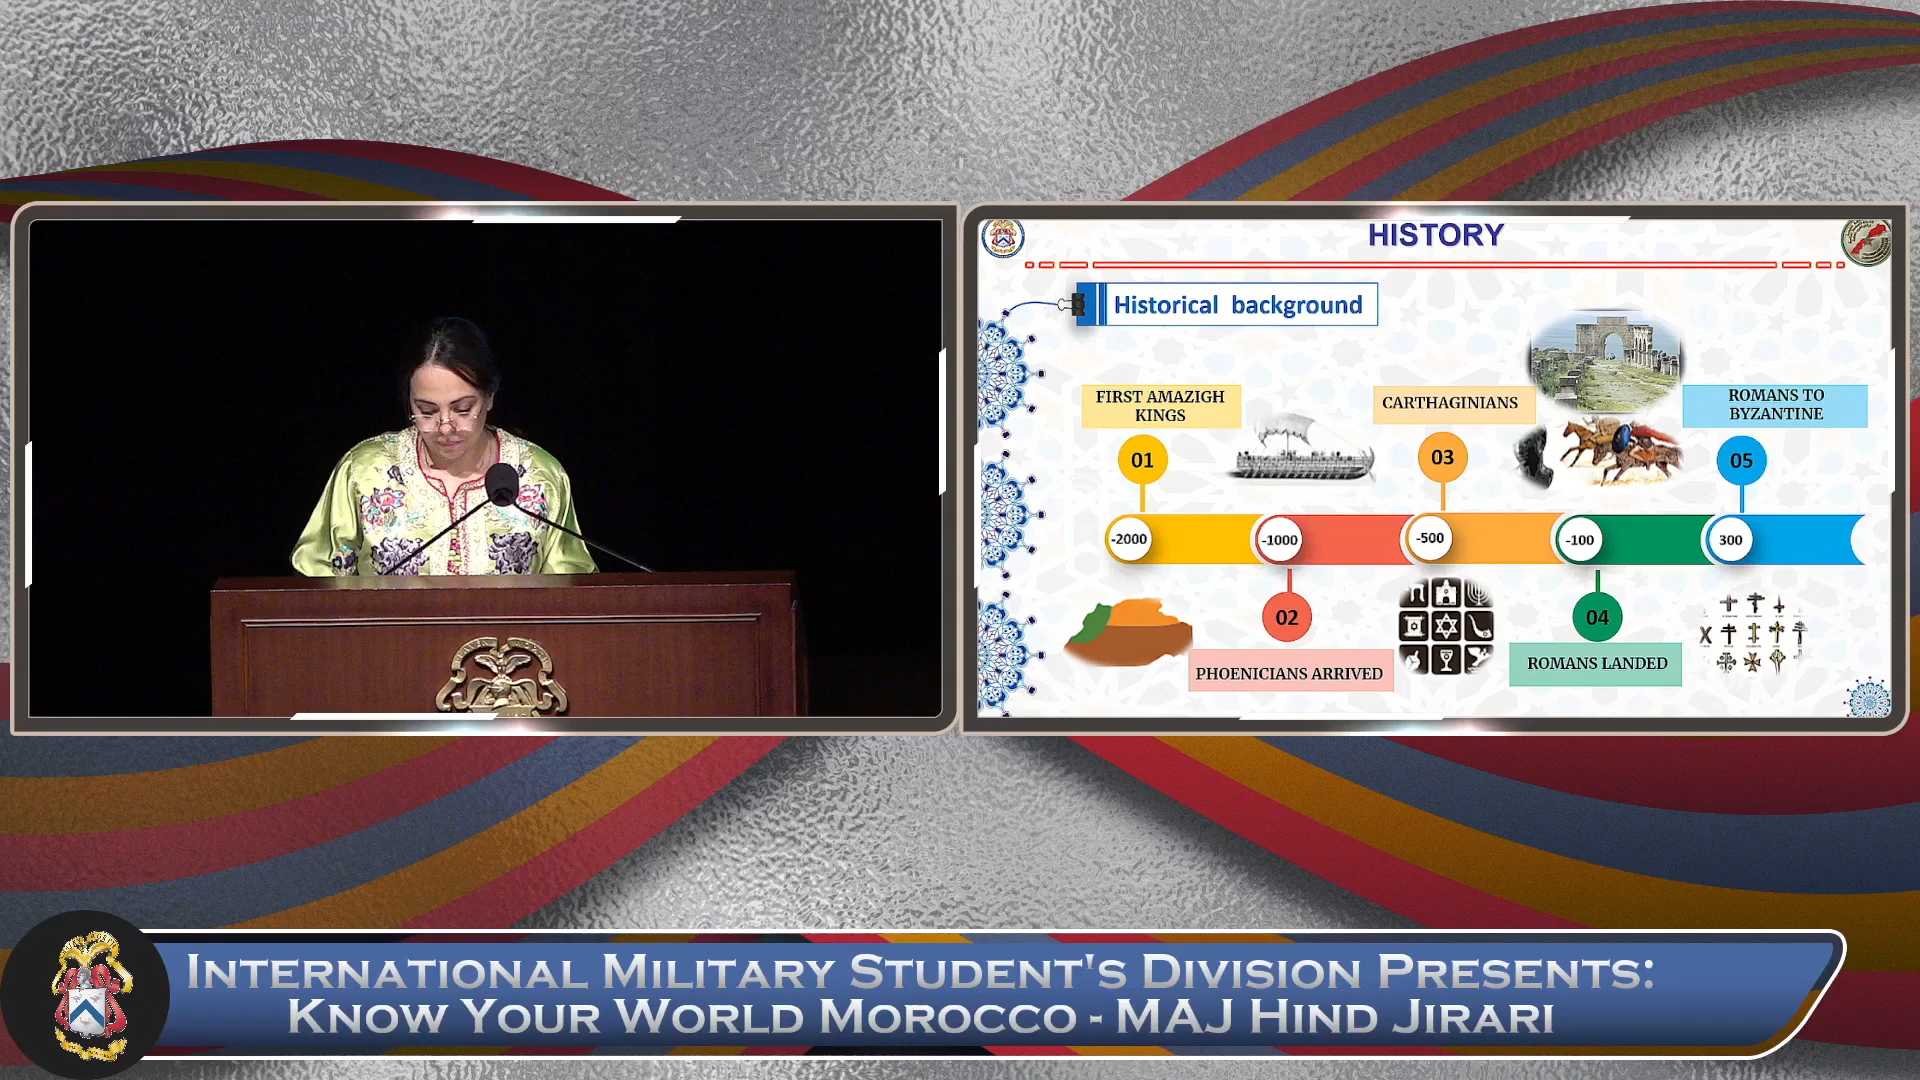 HISTORY
Historical background
FIRST AMAZIGH
KINGS
CARTHAGINIANS
ROMANS TO
BYZANTINE
01
03
05
-2000
-1000
-500
-100
300
02
04
PHOENICIANS ARRIVED
ROMANS LANDED
International Military Student's Division Presents:
Know Your World Morocco - MAJ Hind Jirari